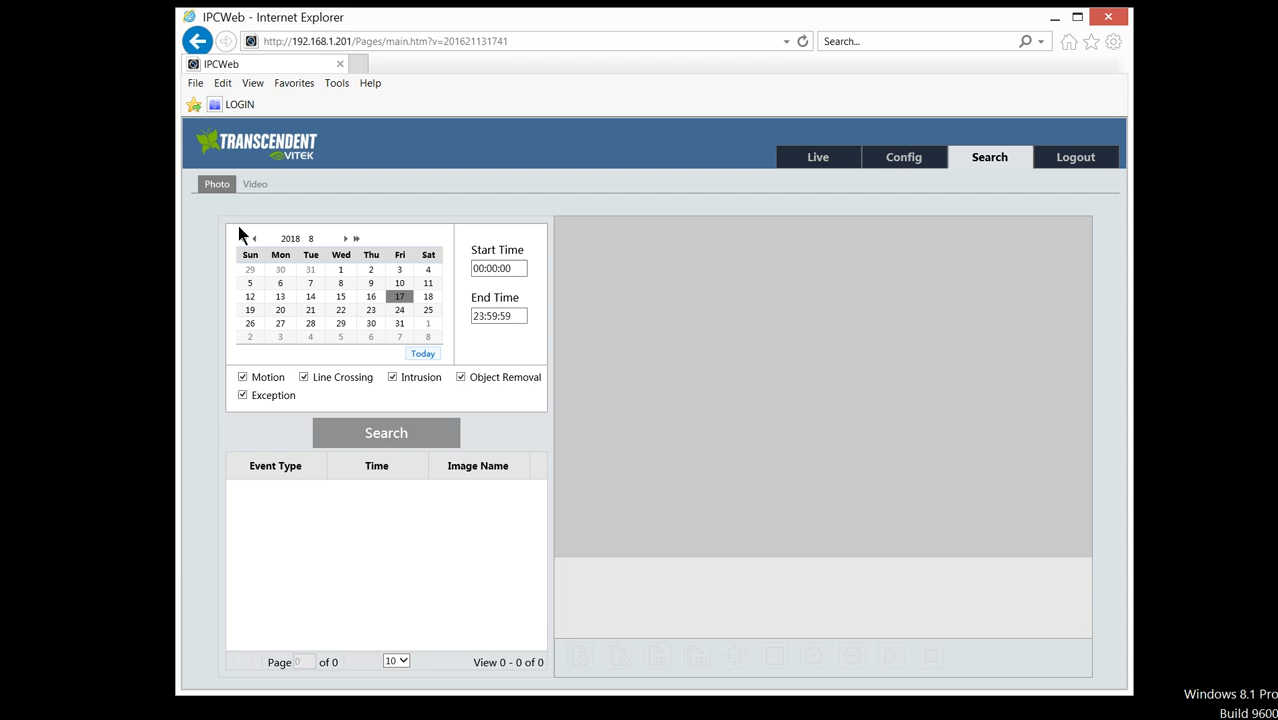 IPCWeb - Internet Explorer
http://192.168.1.201/Pages/main.htm?v=201621131741
Search...
IPCWeb
File Edit View Favorites Tools Help
LOGIN
TRANSCENDENT
VITEK
Live Config Search Logout
Photo Video
2018 8
Sun Mon Tue Wed Thu Fri Sat
29 30 31 1 2 3 4
5 6 7 8 9 10 11
12 13 14 15 16 17 18
19 20 21 22 23 24 25
26 27 28 29 30 31 1
2 3 4 5 6 7 8
Today
Start Time
00:00:00
End Time
23:59:59
Motion Line Crossing Intrusion Object Removal
Exception
Search
Event Type Time Image Name
Page 0 of 0 10 View 0 - 0 of 0
Windows 8.1 Pro
Build 9600